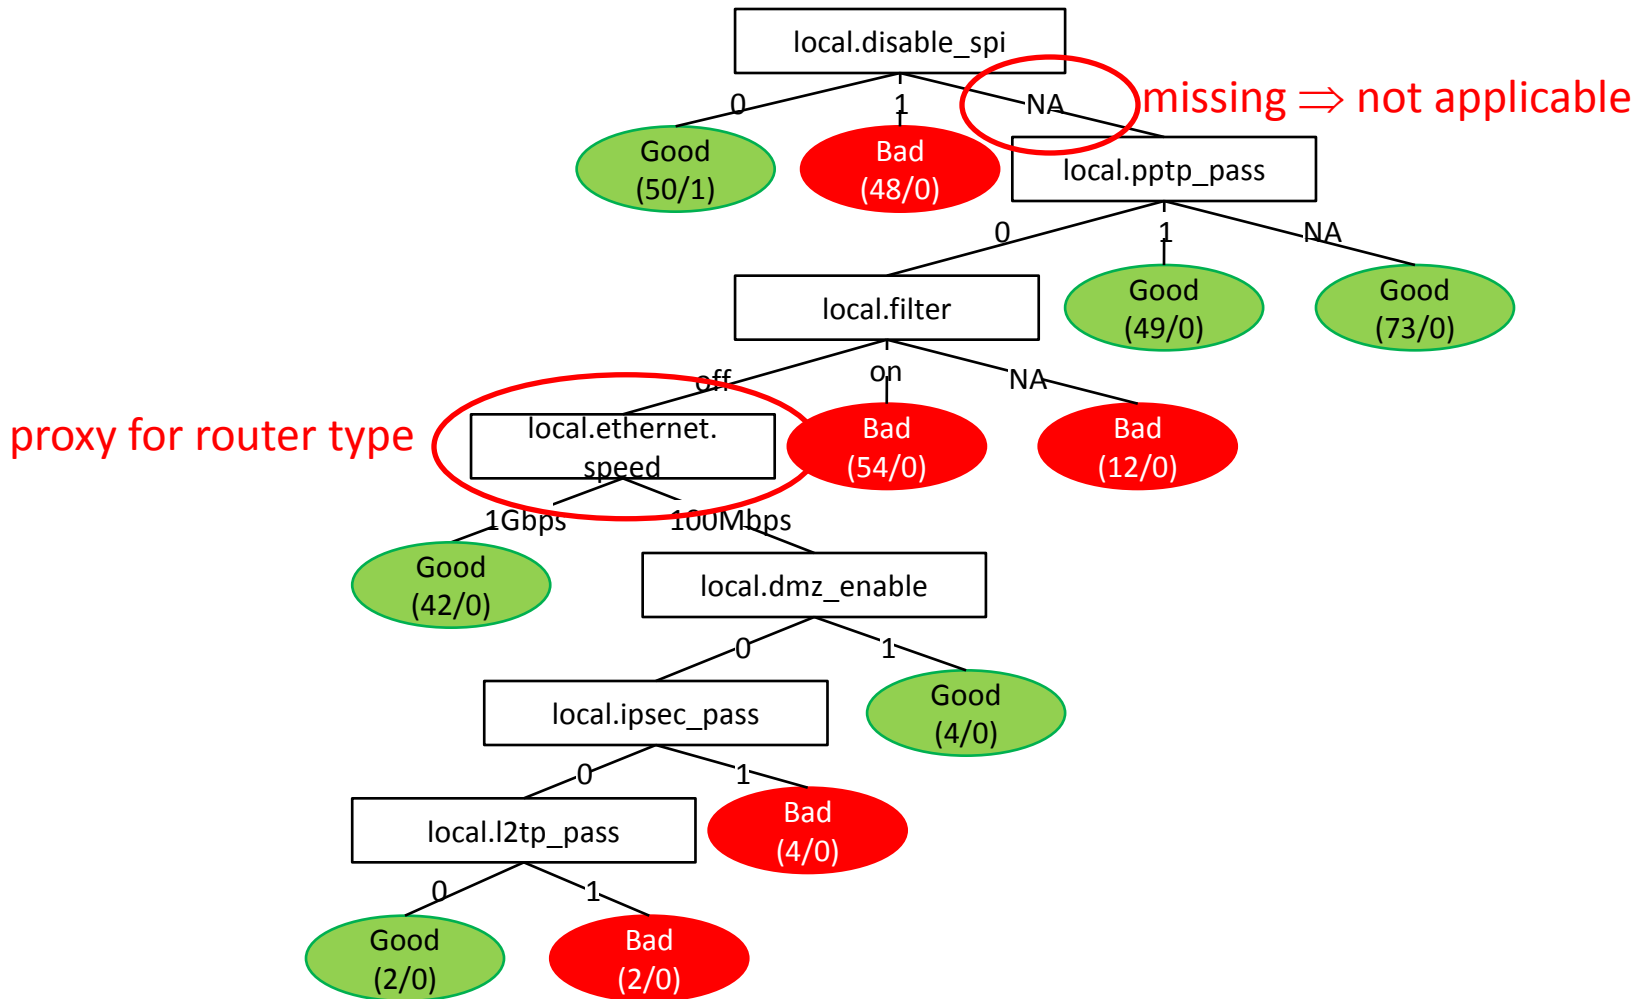 local.disable_spi
0
1
NA
missing ⇒ not applicable
Good
(50/1)
Bad
(48/0)
local.pptp_pass
0
1
NA
local.filter
Good
(49/0)
Good
(73/0)
off
on
NA
proxy for router type
local.ethernet.
speed
Bad
(54/0)
Bad
(12/0)
1Gbps
100Mbps
Good
(42/0)
local.dmz_enable
0
1
local.ipsec_pass
Good
(4/0)
0
1
local.l2tp_pass
Bad
(4/0)
0
1
Good
(2/0)
Bad
(2/0)